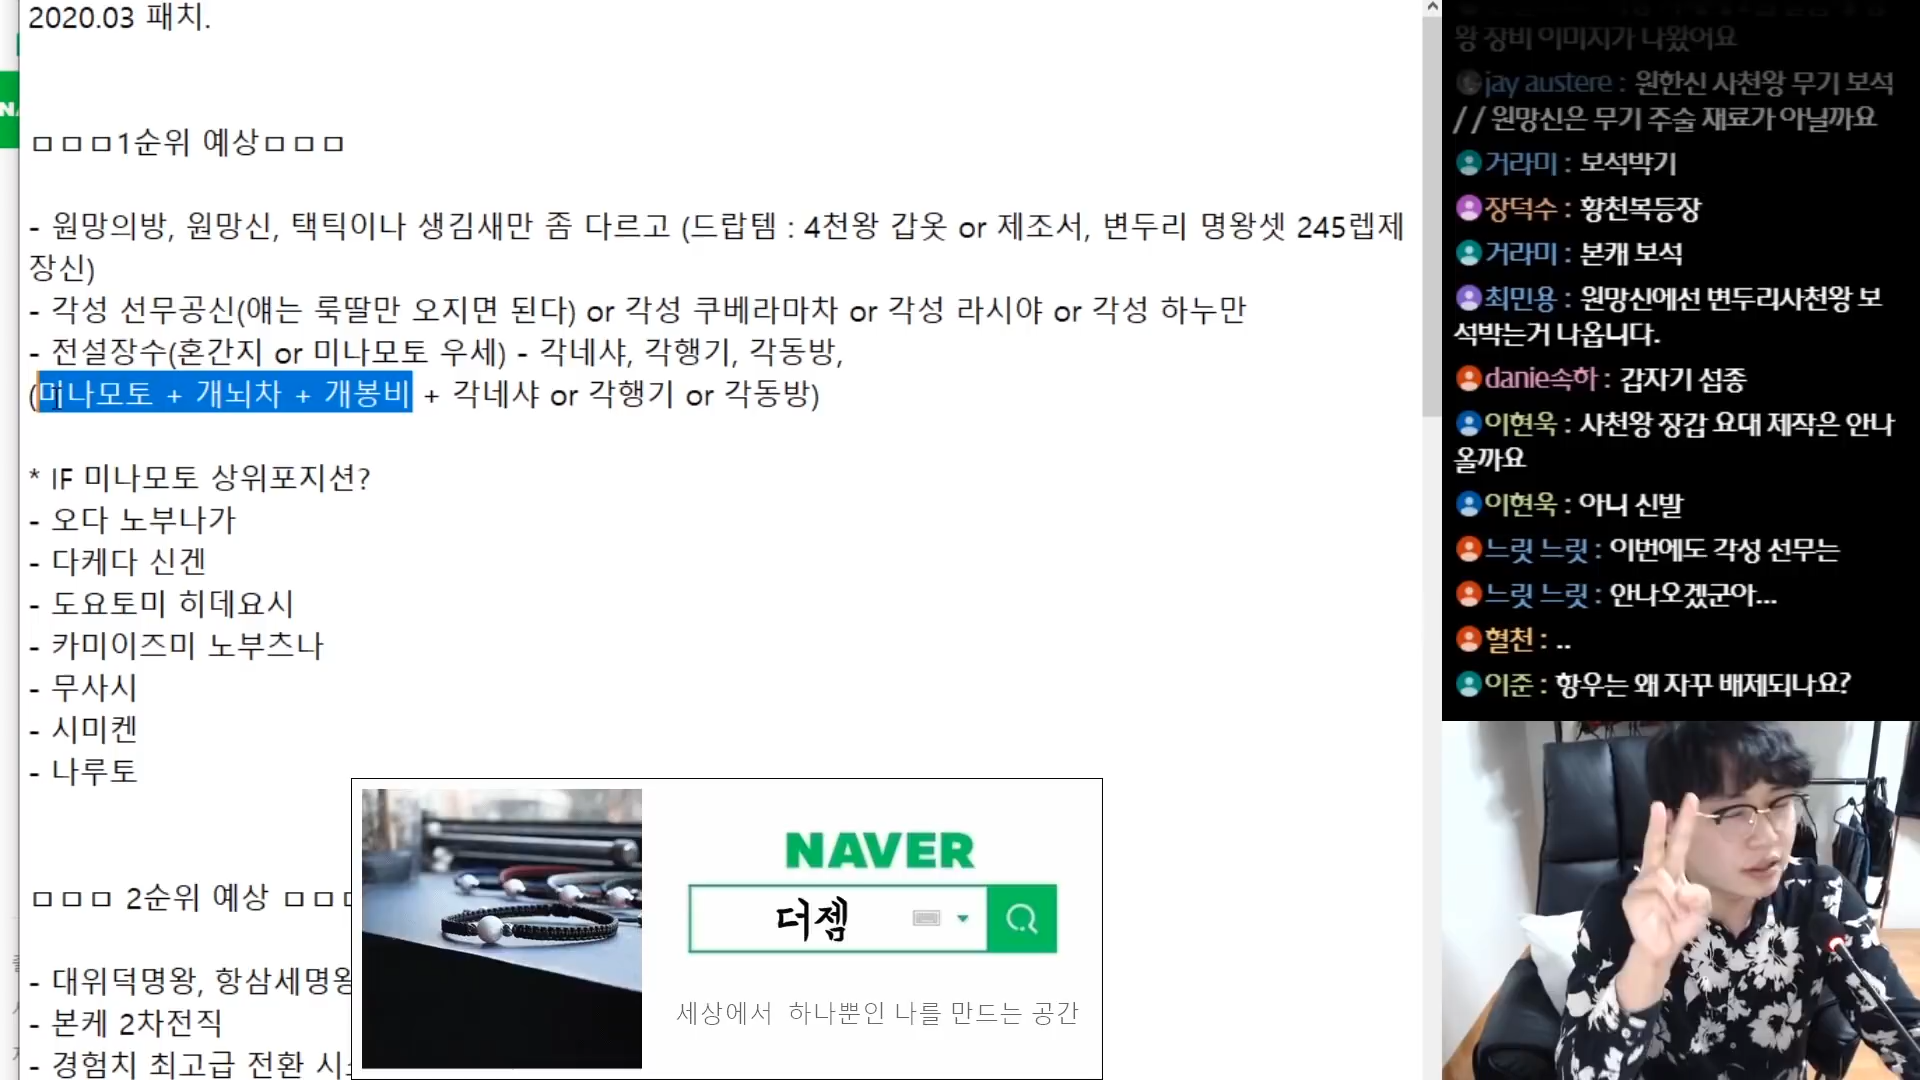 2020.03 패치.
ㅁㅁㅁ1순위 예상ㅁㅁㅁ
- 원망의방, 원망신, 택틱이나 생김새만 좀 다르고 (드랍템 : 4천왕 갑옷 or 제조서, 변두리 명왕셋 245렙제
장신)
- 각성 선무공신(얘는 룩딸만 오지면 된다) or 각성 쿠베라마차 or 각성 라시야 or 각성 하누만
- 전설장수(혼간지 or 미나모토 우세) - 각네샤, 각행기, 각동방,
(미나모토 + 개뇌차 + 개봉비 + 각네샤 or 각행기 or 각동방)
* IF 미나모토 상위포지션?
- 오다 노부나가
- 다케다 신겐
- 도요토미 히데요시
- 카미이즈미 노부츠나
- 무사시
- 시미켄
- 나루토
ㅁㅁㅁ 2순위 예상 ㅁㅁㅁ
- 대위덕명왕, 항삼세명왕
- 본케 2차전직
- 경험치 최고급 전환 시
NAVER
더젬
세상에서 하나뿐인 나를 만드는 공간
왕 장비 이미지가 나왔어요
jay austere : 원한신 사천왕 무기 보석
// 원망신은 무기 주술 재료가 아닐까요
거라미 : 보석박기
장덕수 : 황천복등장
거라미 : 본캐 보석
최민용 : 원망신에선 변두리사천왕 보
석박는거 나옵니다.
danie속하 : 갑자기 섭종
이현욱 : 사천왕 장갑 요대 제작은 안나
올까요
이현욱 : 아니 신발
느릿 느릿 : 이번에도 각성 선무는
느릿 느릿 : 안나오겠군아...
혈천 : ..
이준 : 항우는 왜 자꾸 배제되나요?